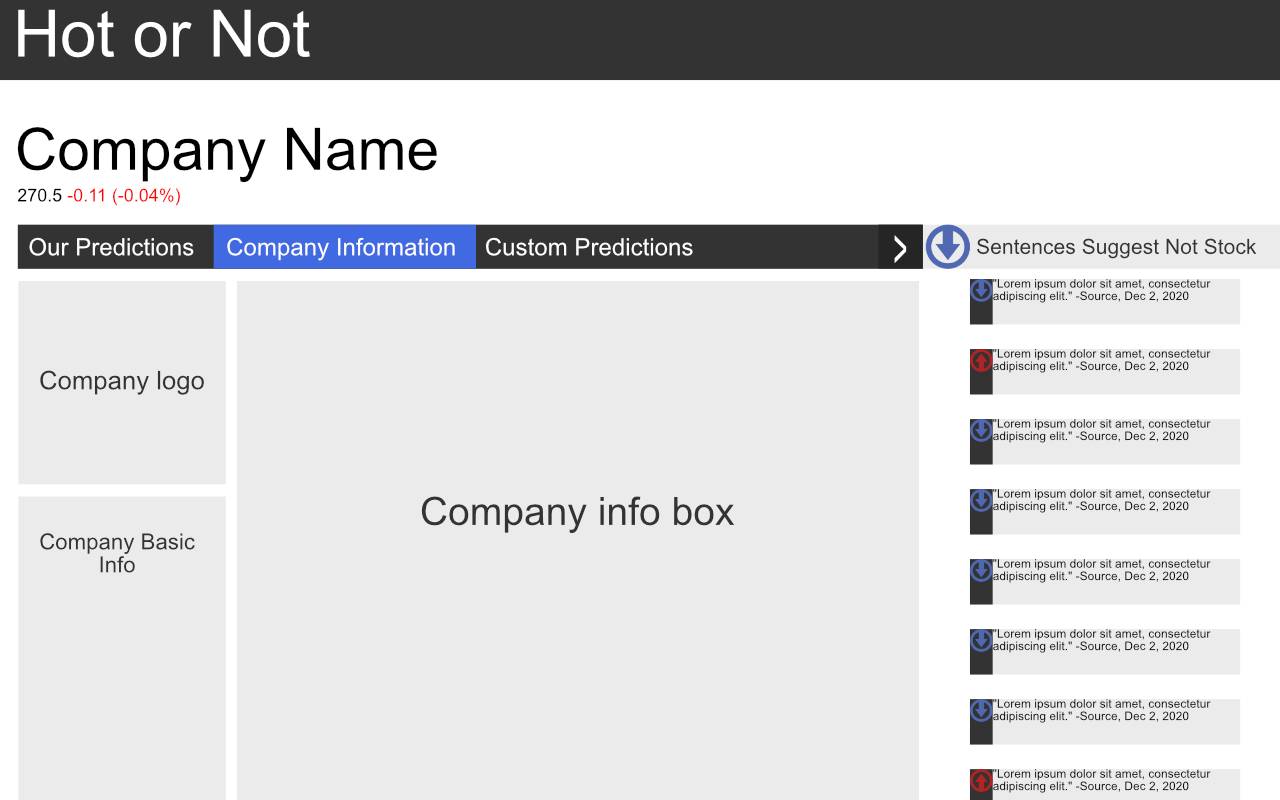 Hot or Not
Company Name
270.5 -0.11 (-0.04%)
Our Predictions
Company Information
Custom Predictions
Sentences Suggest Not Stock
Company logo
Company Basic
Info
Company info box
"Lorem ipsum dolor sit amet, consectetur
adipiscing elit." -Source, Dec 2, 2020
"Lorem ipsum dolor sit amet, consectetur
adipiscing elit." -Source, Dec 2, 2020
"Lorem ipsum dolor sit amet, consectetur
adipiscing elit." -Source, Dec 2, 2020
"Lorem ipsum dolor sit amet, consectetur
adipiscing elit." -Source, Dec 2, 2020
"Lorem ipsum dolor sit amet, consectetur
adipiscing elit." -Source, Dec 2, 2020
"Lorem ipsum dolor sit amet, consectetur
adipiscing elit." -Source, Dec 2, 2020
"Lorem ipsum dolor sit amet, consectetur
adipiscing elit." -Source, Dec 2, 2020
"Lorem ipsum dolor sit amet, consectetur
adipiscing elit." -Source, Dec 2, 2020